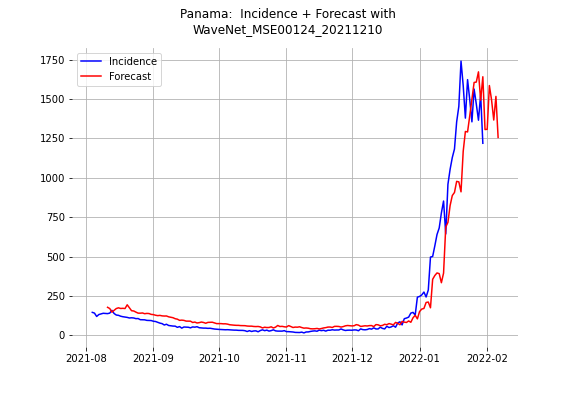 Panama:  Incidence + Forecast with
WaveNet_MSE00124_20211210
Incidence
Forecast
1750
1500
1250
1000
750
500
250
0
2021-08 2021-09 2021-10 2021-11 2021-12 2022-01 2022-02